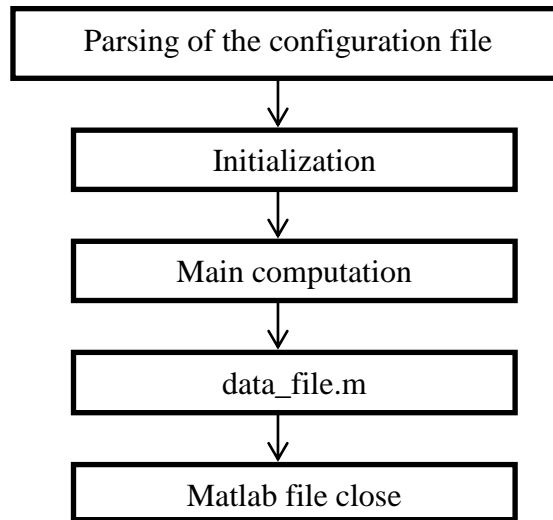 Parsing of the configuration file
Initialization
Main computation
data_file.m
Matlab file close